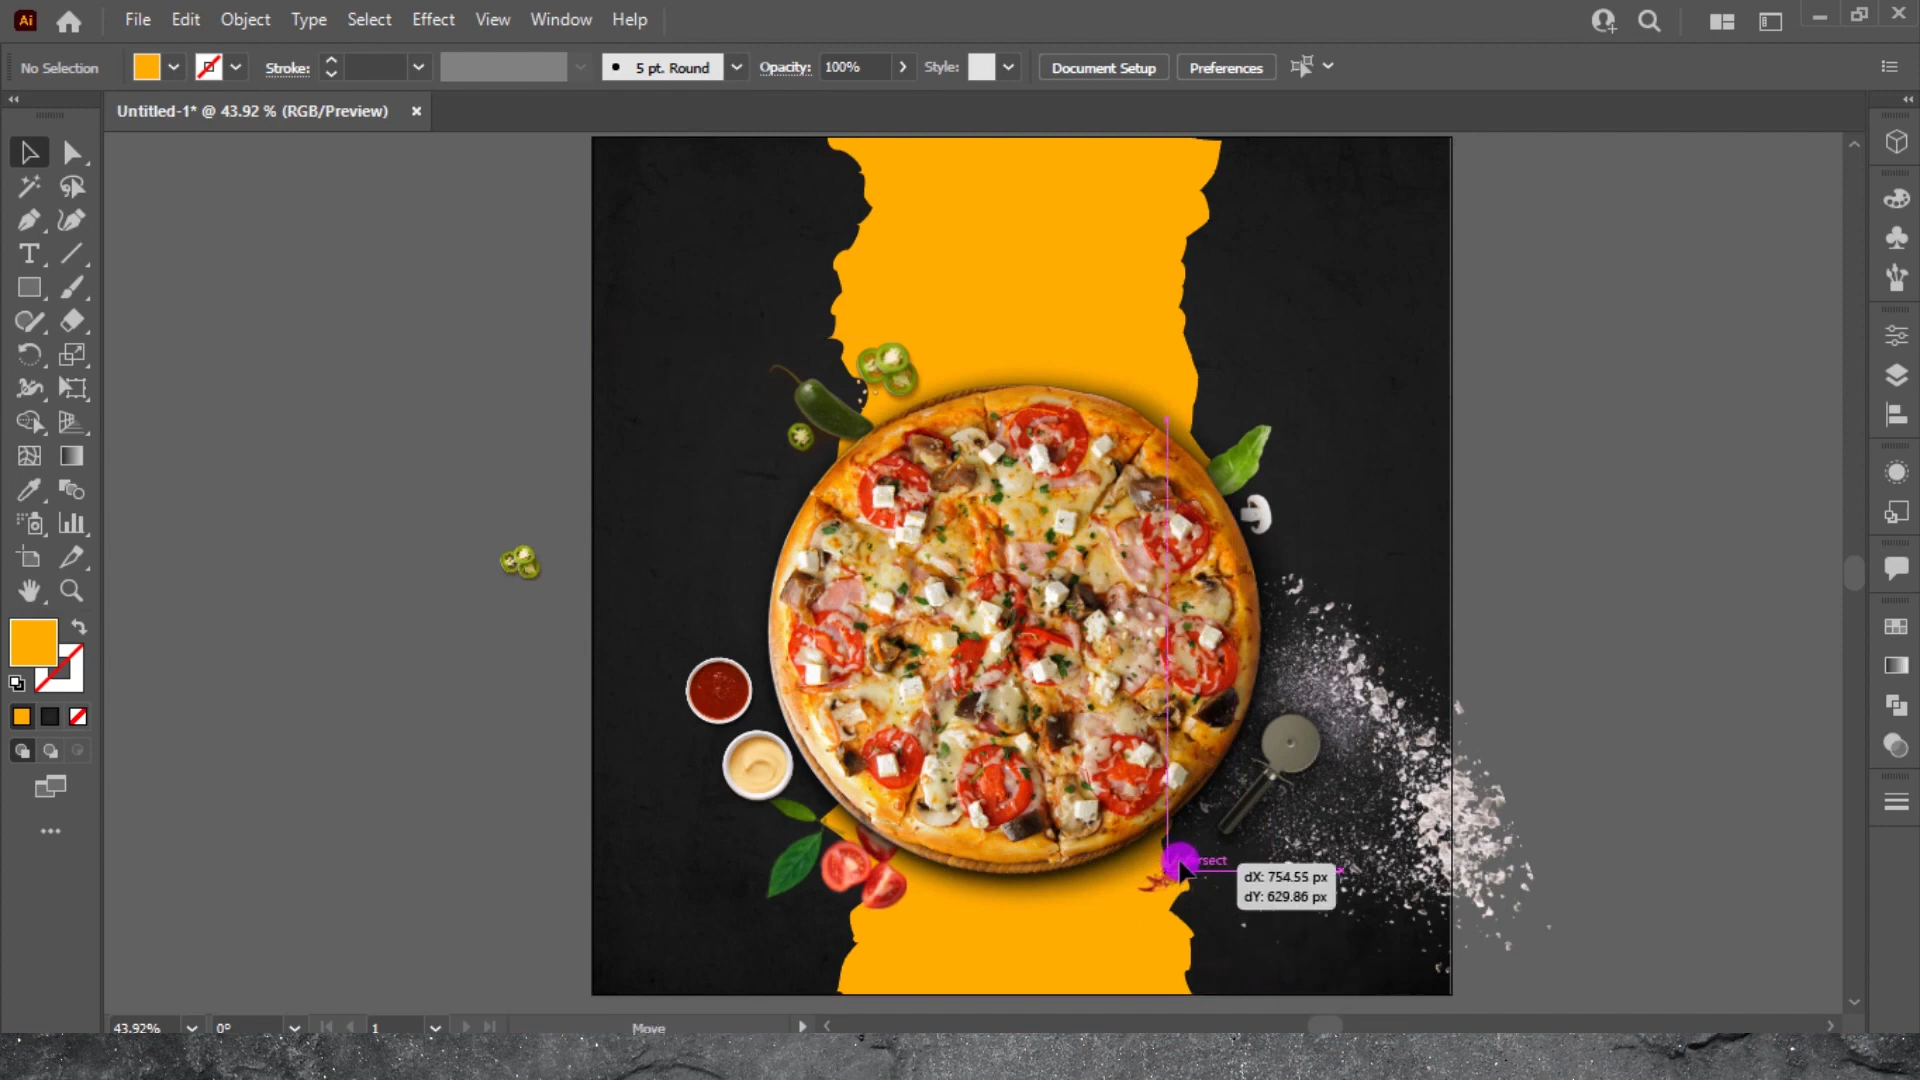 Ai File Edit Object Type Select Effect View Window Help
No Selection Stroke: 5 pt. Round Opacity: 100% Style: Document Setup Preferences
Untitled-1* @ 43.92 % (RGB/Preview) ×
T
dX: 754.55 px
dY: 629.86 px
43.92% 0° 1 Move